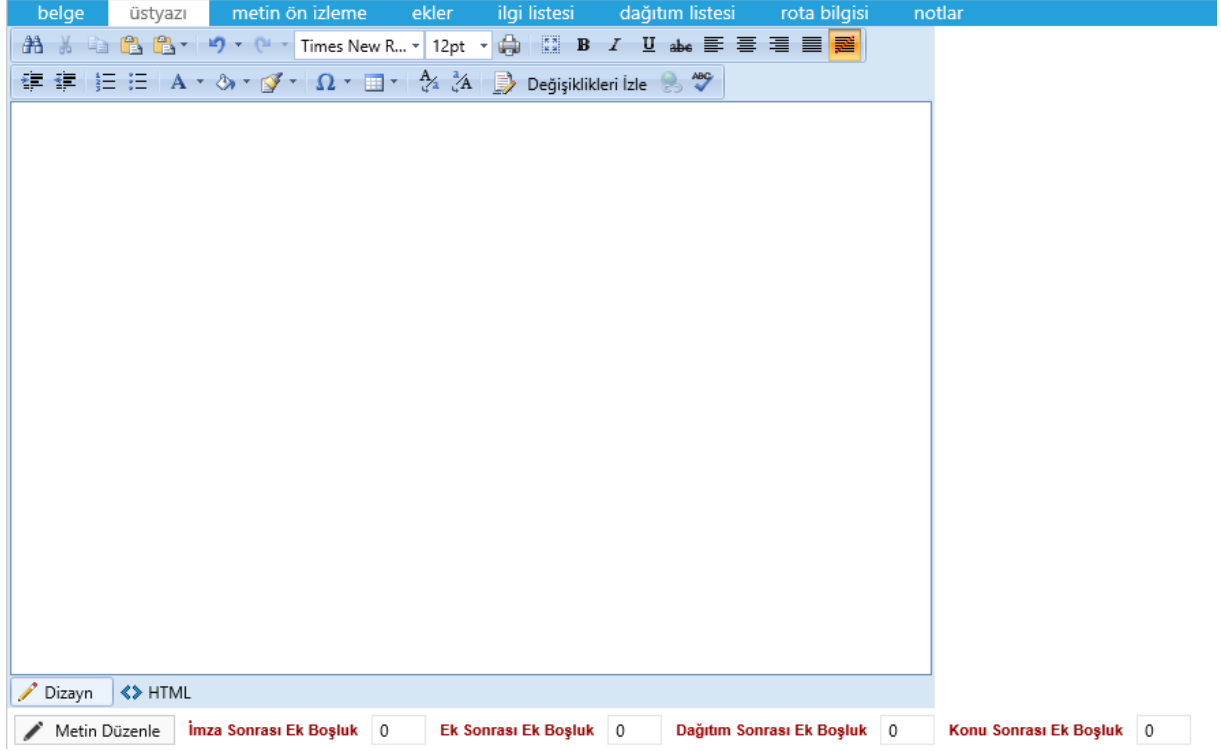 belge üstyazı metin ön izleme ekler ilgi listesi dağıtım listesi rota bilgisi notlar
Times New R... 12pt B I U abc
A Ω A a a A Değişiklikleri İzle ABC
Dizayn HTML
Metin Düzenle İmza Sonrası Ek Boşluk 0 Ek Sonrası Ek Boşluk 0 Dağıtım Sonrası Ek Boşluk 0 Konu Sonrası Ek Boşluk 0